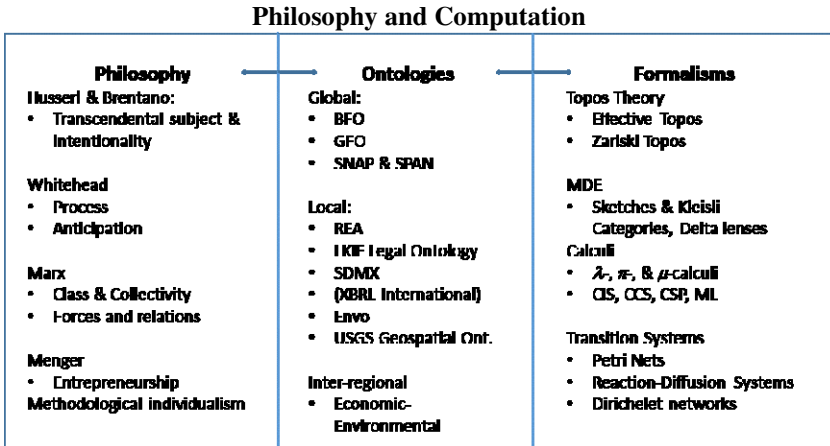 Philosophy and Computation
Philosophy
Husserl & Brentano:
• Transcendental subject &
Intentionality
Whitehead
• Process
• Anticipation
Marx
• Class & Collectivity
• Forces and relations
Menger
• Entrepreneurship
Methodological individualism
Ontologies
Global:
• BFO
• GFO
• SNAP & SPAN
Local:
• REA
• LKIF Legal Ontology
• SDMX
• (XBRL International)
• Envo
• USGS Geospatial Ont.
Inter-regional
• Economic-
Environmental
Formalisms
Topos Theory
• Effective Topos
• Zariski Topos
MDE
• Sketches & Kleisli
Categories, Delta lenses
Calculi
• λ-, π-, & μ-calculi
• CIS, CCS, CSP, ML
Transition Systems
• Petri Nets
• Reaction-Diffusion Systems
• Dirichelet networks